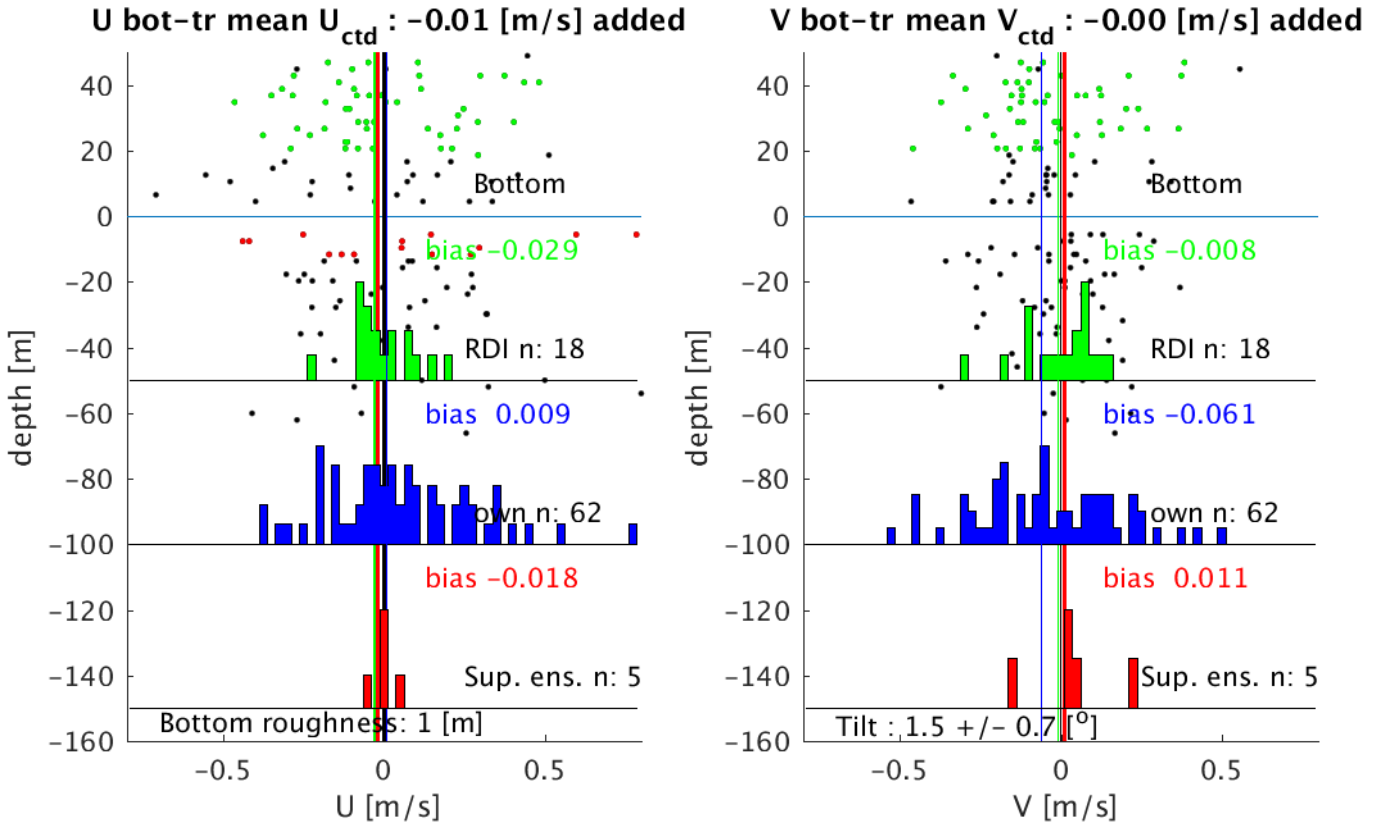 U bot-tr mean U_ctd : -0.01 [m/s] added
40
20
0
-20
-40
-60
-80
-100
-120
-140
-160
depth [m]
Bottom
bias -0.029
RDI n: 18
bias 0.009
own n: 62
bias -0.018
Sup. ens. n: 5
Bottom roughness: 1 [m]
-0.5
0
0.5
U [m/s]
V bot-tr mean V_ctd : -0.00 [m/s] added
40
20
0
-20
-40
-60
-80
-100
-120
-140
-160
depth [m]
Bottom
bias -0.008
RDI n: 18
bias -0.061
own n: 62
bias 0.011
Sup. ens. n: 5
Tilt : 1.5 +/- 0.7 [o]
-0.5
0
0.5
V [m/s]